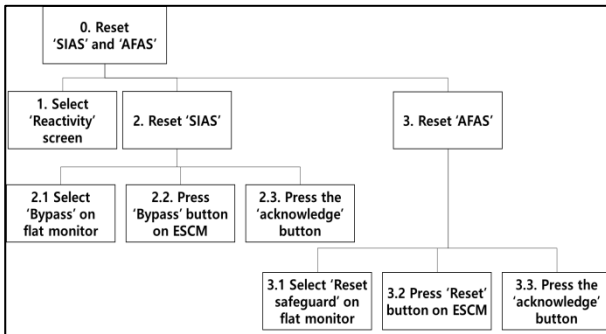 0. Reset
‘SIAS’ and ‘AFAS’
1. Select
‘Reactivity’
screen
2. Reset ‘SIAS’
3. Reset ‘AFAS’
2.1 Select
‘Bypass’ on
flat monitor
2.2. Press
‘Bypass’ button
on ESCM
2.3. Press the
‘acknowledge’
button
3.1 Select ‘Reset
safeguard’ on
flat monitor
3.2 Press ‘Reset’
button on ESCM
3.3. Press the
‘acknowledge’
button